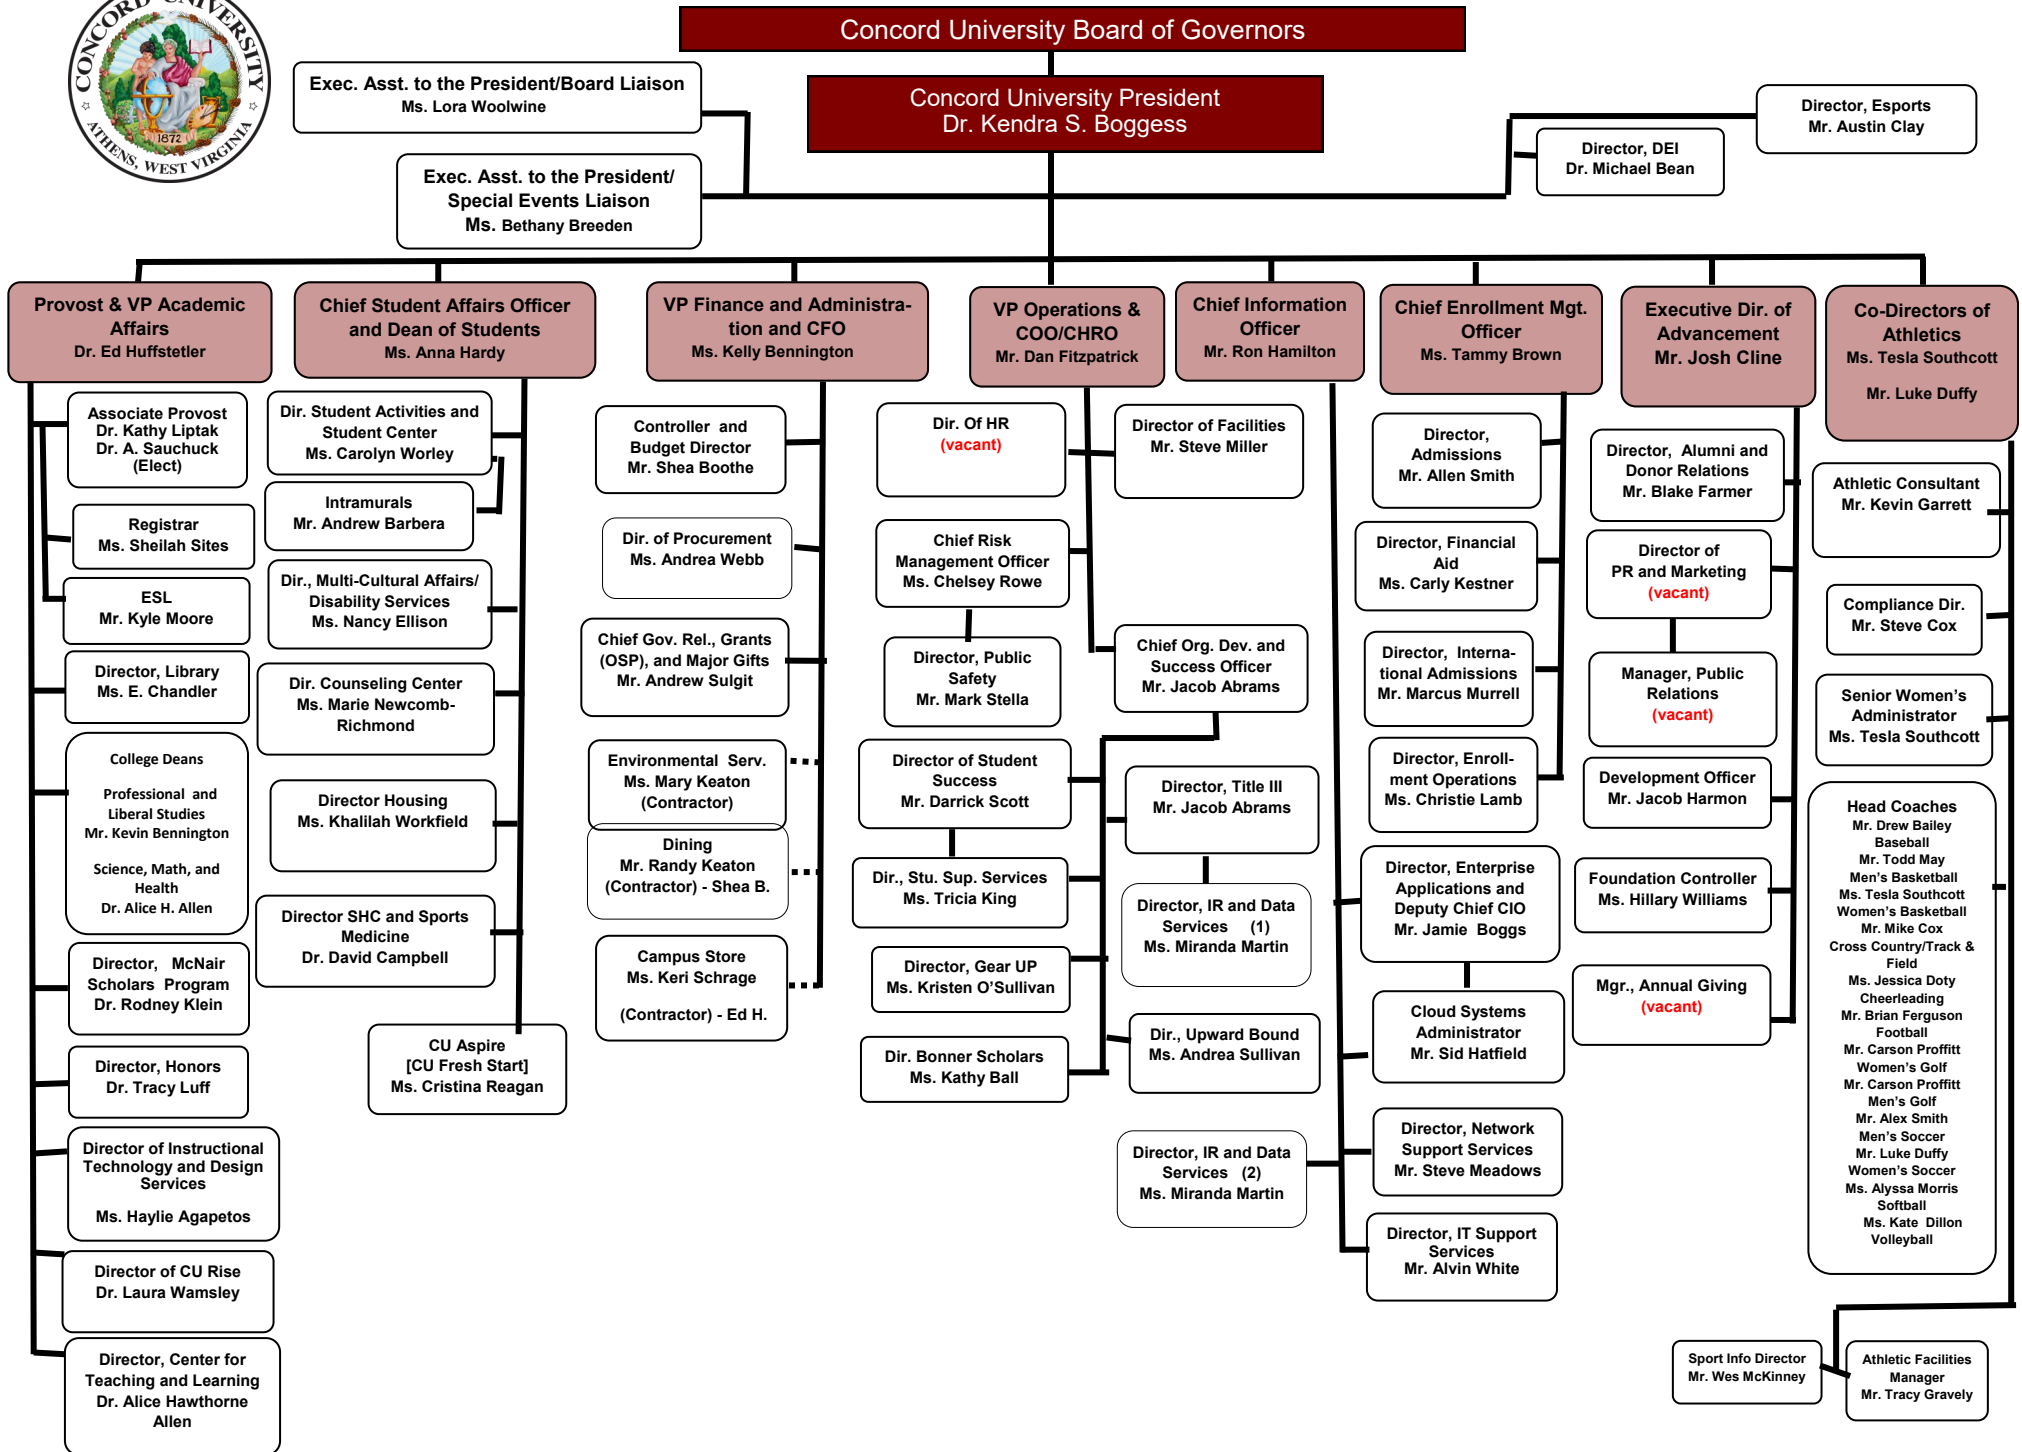 CONCORD UNIVERSITY
1872
ATHENS, WEST VIRGINIA
Concord University Board of Governors
Concord University President
Dr. Kendra S. Boggess
Exec. Asst. to the President/Board Liaison
Ms. Lora Woolwine
Exec. Asst. to the President/
Special Events Liaison
Ms. Bethany Breeden
Director, Esports
Mr. Austin Clay
Director, DEI
Dr. Michael Bean
Provost & VP Academic
Affairs
Dr. Ed Huffstetler
Associate Provost
Dr. Kathy Liptak
Dr. A. Sauchuck
(Elect)
Registrar
Ms. Sheilah Sites
ESL
Mr. Kyle Moore
Director, Library
Ms. E. Chandler
College Deans
Professional and
Liberal Studies
Mr. Kevin Bennington
Science, Math, and
Health
Dr. Alice H. Allen
Director, McNair
Scholars Program
Dr. Rodney Klein
Director, Honors
Dr. Tracy Luff
Director of Instructional
Technology and Design
Services
Ms. Haylie Agapetos
Director of CU Rise
Dr. Laura Wamsley
Director, Center for
Teaching and Learning
Dr. Alice Hawthorne
Allen
Chief Student Affairs Officer
and Dean of Students
Ms. Anna Hardy
Dir. Student Activities and
Student Center
Ms. Carolyn Worley
Intramurals
Mr. Andrew Barbera
Dir., Multi-Cultural Affairs/
Disability Services
Ms. Nancy Ellison
Dir. Counseling Center
Ms. Marie Newcomb-
Richmond
Director Housing
Ms. Khalilah Workfield
Director SHC and Sports
Medicine
Dr. David Campbell
CU Aspire
[CU Fresh Start]
Ms. Cristina Reagan
VP Finance and Administra-
tion and CFO
Ms. Kelly Bennington
Controller and
Budget Director
Mr. Shea Boothe
Dir. of Procurement
Ms. Andrea Webb
Chief Gov. Rel., Grants
(OSP), and Major Gifts
Mr. Andrew Sulgit
Environmental Serv.
Ms. Mary Keaton
(Contractor)
Dining
Mr. Randy Keaton
(Contractor) - Shea B.
Campus Store
Ms. Keri Schrage
(Contractor) - Ed H.
VP Operations &
COO/CHRO
Mr. Dan Fitzpatrick
Dir. Of HR
(vacant)
Director of Facilities
Mr. Steve Miller
Chief Risk
Management Officer
Ms. Chelsey Rowe
Director, Public
Safety
Mr. Mark Stella
Chief Org. Dev. and
Success Officer
Mr. Jacob Abrams
Director of Student
Success
Mr. Darrick Scott
Director, Title III
Mr. Jacob Abrams
Dir., Stu. Sup. Services
Ms. Tricia King
Director, IR and Data
Services (1)
Ms. Miranda Martin
Director, Gear UP
Ms. Kristen O'Sullivan
Dir., Upward Bound
Ms. Andrea Sullivan
Dir. Bonner Scholars
Ms. Kathy Ball
Chief Information
Officer
Mr. Ron Hamilton
Director, Enterprise
Applications and
Deputy Chief CIO
Mr. Jamie Boggs
Cloud Systems
Administrator
Mr. Sid Hatfield
Director, Network
Support Services
Mr. Steve Meadows
Director, IR and Data
Services (2)
Ms. Miranda Martin
Director, IT Support
Services
Mr. Alvin White
Chief Enrollment Mgt.
Officer
Ms. Tammy Brown
Director,
Admissions
Mr. Allen Smith
Director, Financial
Aid
Ms. Carly Kestner
Director, Interna-
tional Admissions
Mr. Marcus Murrell
Director, Enroll-
ment Operations
Ms. Christie Lamb
Executive Dir. of
Advancement
Mr. Josh Cline
Director, Alumni and
Donor Relations
Mr. Blake Farmer
Director of
PR and Marketing
(vacant)
Manager, Public
Relations
(vacant)
Development Officer
Mr. Jacob Harmon
Foundation Controller
Ms. Hillary Williams
Mgr., Annual Giving
(vacant)
Co-Directors of
Athletics
Ms. Tesla Southcott
Mr. Luke Duffy
Athletic Consultant
Mr. Kevin Garrett
Compliance Dir.
Mr. Steve Cox
Senior Women's
Administrator
Ms. Tesla Southcott
Head Coaches
Mr. Drew Bailey
Baseball
Mr. Todd May
Men's Basketball
Ms. Tesla Southcott
Women's Basketball
Mr. Mike Cox
Cross Country/Track &
Field
Ms. Jessica Doty
Cheerleading
Mr. Brian Ferguson
Football
Mr. Carson Proffitt
Women's Golf
Mr. Carson Proffitt
Men's Golf
Mr. Alex Smith
Men's Soccer
Mr. Luke Duffy
Women's Soccer
Ms. Alyssa Morris
Softball
Ms. Kate Dillon
Volleyball
Sport Info Director
Mr. Wes McKinney
Athletic Facilities
Manager
Mr. Tracy Gravely